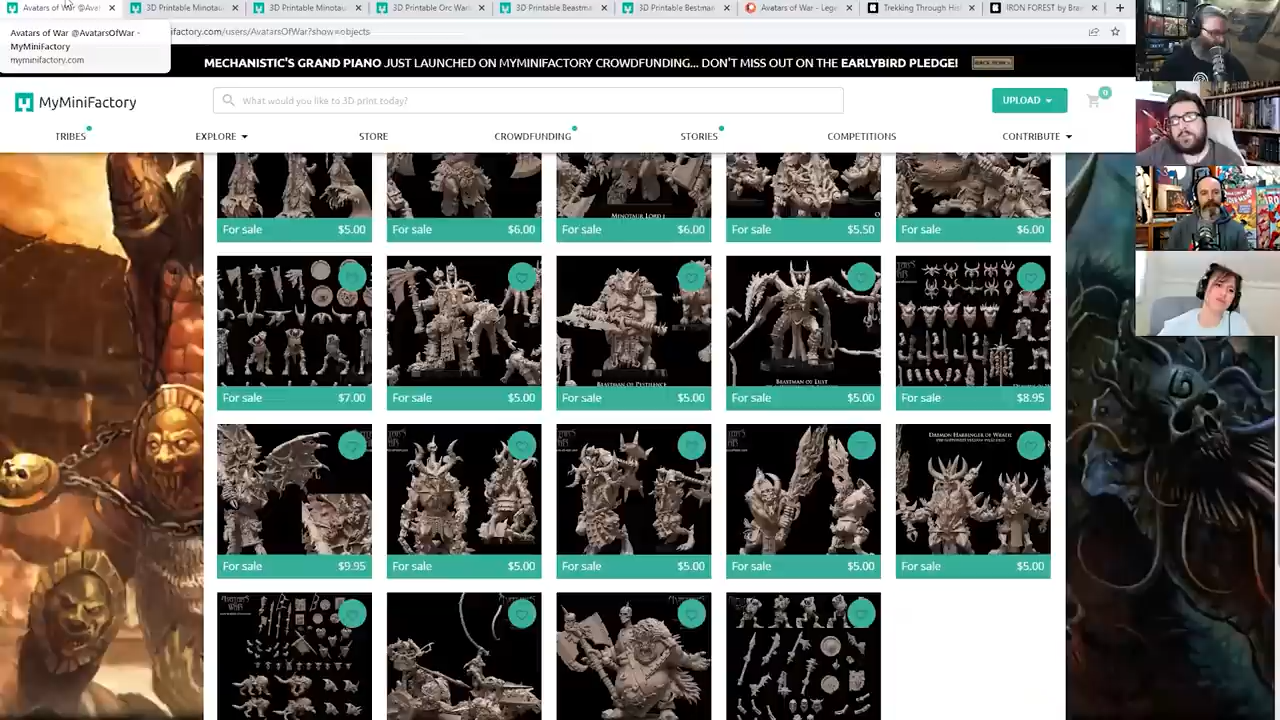 Avatars of War @Ava
3D Printable Minotau
3D Printable Minotau
3D Printable Orc War
3D Printable Beastma
3D Printable Bestma
Avatars of War - Lege
Trekking Through His
IRON FOREST by Bra
Avatars of War @AvatarsOfWar -
MyMiniFactory
myminifactory.com
nifactory.com/users/AvatarsOfWar?show=objects
MECHANISTIC'S GRAND PIANO JUST LAUNCHED ON MYMINIFACTORY CROWDFUNDING... DON'T MISS OUT ON THE EARLYBIRD PLEDGE!
MyMiniFactory
What would you like to 3D print today?
UPLOAD
0
TRIBES
EXPLORE
STORE
CROWDFUNDING
STORIES
COMPETITIONS
CONTRIBUTE
MINOTAUR LORD I
For sale $5.00
For sale $6.00
For sale $6.00
For sale $5.50
For sale $6.00
BEASTMAN OF PESTILENCE
BEASTMAN OF LUST
For sale $7.00
For sale $5.00
For sale $5.00
For sale $5.00
For sale $8.95
DAEMON HARBINGER OF WRATH
For sale $9.95
For sale $5.00
For sale $5.00
For sale $5.00
For sale $5.00